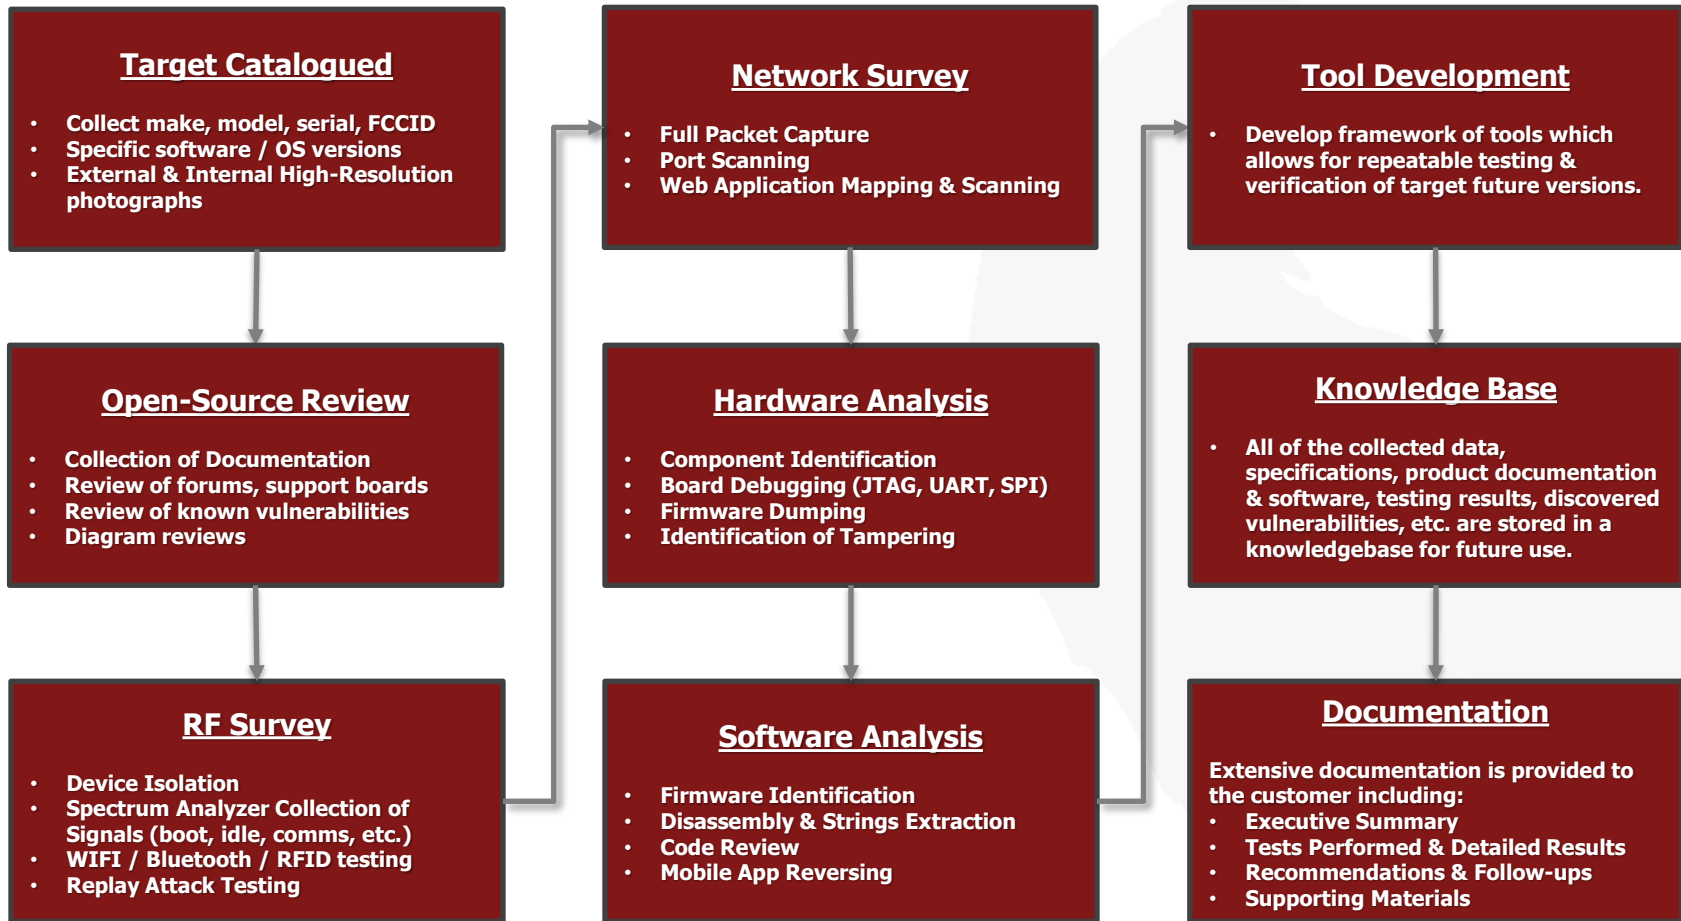 Target Catalogued
• Collect make, model, serial, FCCID
• Specific software / OS versions
• External & Internal High-Resolution
photographs
Open-Source Review
• Collection of Documentation
• Review of forums, support boards
• Review of known vulnerabilities
• Diagram reviews
RF Survey
• Device Isolation
• Spectrum Analyzer Collection of
Signals (boot, idle, comms, etc.)
• WIFI / Bluetooth / RFID testing
• Replay Attack Testing
Network Survey
• Full Packet Capture
• Port Scanning
• Web Application Mapping & Scanning
Hardware Analysis
• Component Identification
• Board Debugging (JTAG, UART, SPI)
• Firmware Dumping
• Identification of Tampering
Software Analysis
• Firmware Identification
• Disassembly & Strings Extraction
• Code Review
• Mobile App Reversing
Tool Development
• Develop framework of tools which
allows for repeatable testing &
verification of target future versions.
Knowledge Base
• All of the collected data,
specifications, product documentation
& software, testing results, discovered
vulnerabilities, etc. are stored in a
knowledgebase for future use.
Documentation
Extensive documentation is provided to
the customer including:
• Executive Summary
• Tests Performed & Detailed Results
• Recommendations & Follow-ups
• Supporting Materials